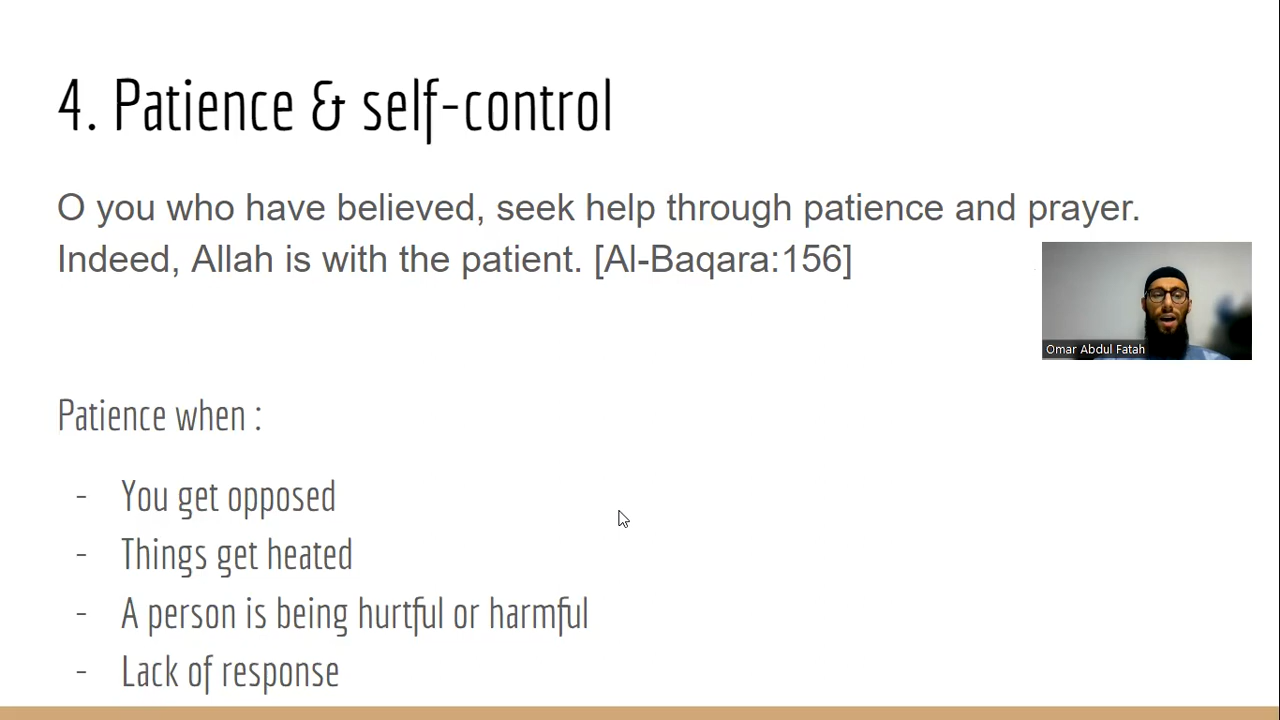 4. Patience & self-control
O you who have believed, seek help through patience and prayer.
Indeed, Allah is with the patient. [Al-Baqara:156]
Omar Abdul Fatah
Patience when :
- You get opposed
- Things get heated
- A person is being hurtful or harmful
- Lack of response